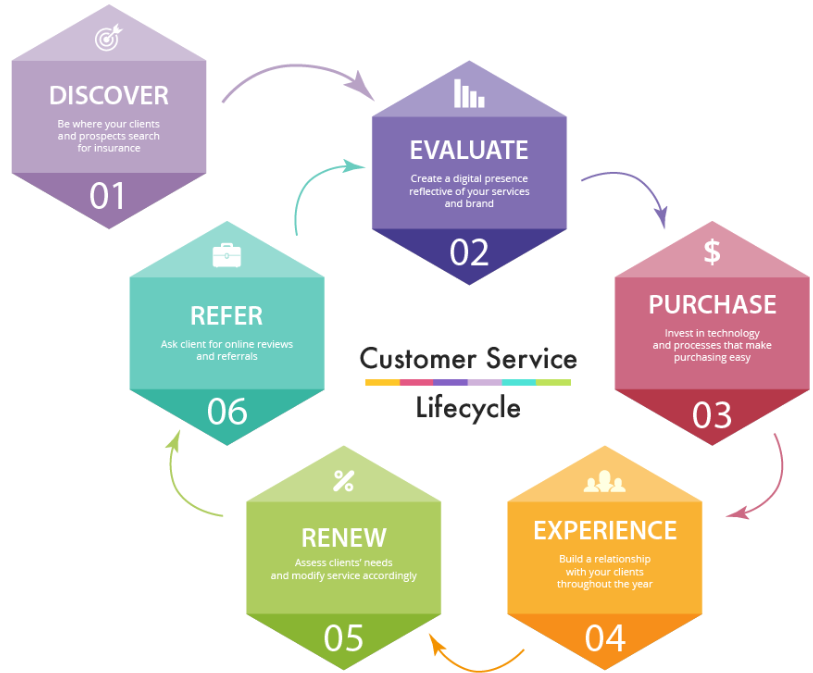 DISCOVER
Be where your clients
and prospects search
for insurance
01
EVALUATE
Create a digital presence
reflective of your services
and brand
02
$
PURCHASE
Invest in technology
and processes that make
purchasing easy
03
EXPERIENCE
Build a relationship
with your clients
throughout the year
04
%
RENEW
Assess clients' needs
and modify service accordingly
05
REFER
Ask client for online reviews
and referrals
06
Customer Service
Lifecycle